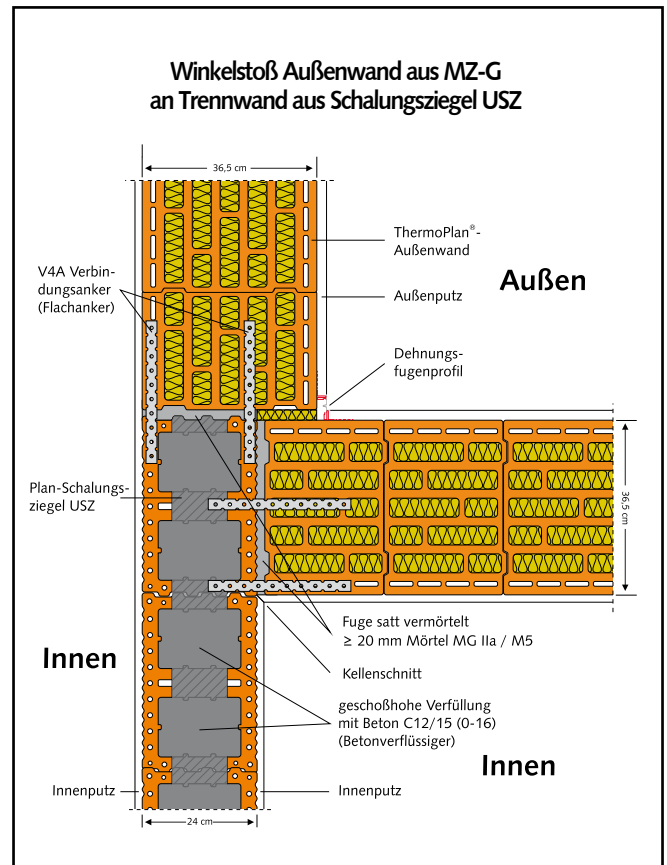 Winkelstoß Außenwand aus MZ-G
an Trennwand aus Schalungsziegel USZ
36,5 cm
ThermoPlan®-
Außenwand
Außen
V4A Verbin-
dungsanker
(Flachanker)
Außenputz
Dehnungs-
fugenprofil
Plan-Schalungs-
ziegel USZ
36,5 cm
Fuge satt vermörtelt
≥ 20 mm Mörtel MG IIa / M5
Innen
Kellenschnitt
geschoßhohe Verfüllung
mit Beton C12/15 (0-16)
(Betonverflüssiger)
Innen
Innenputz
Innenputz
24 cm